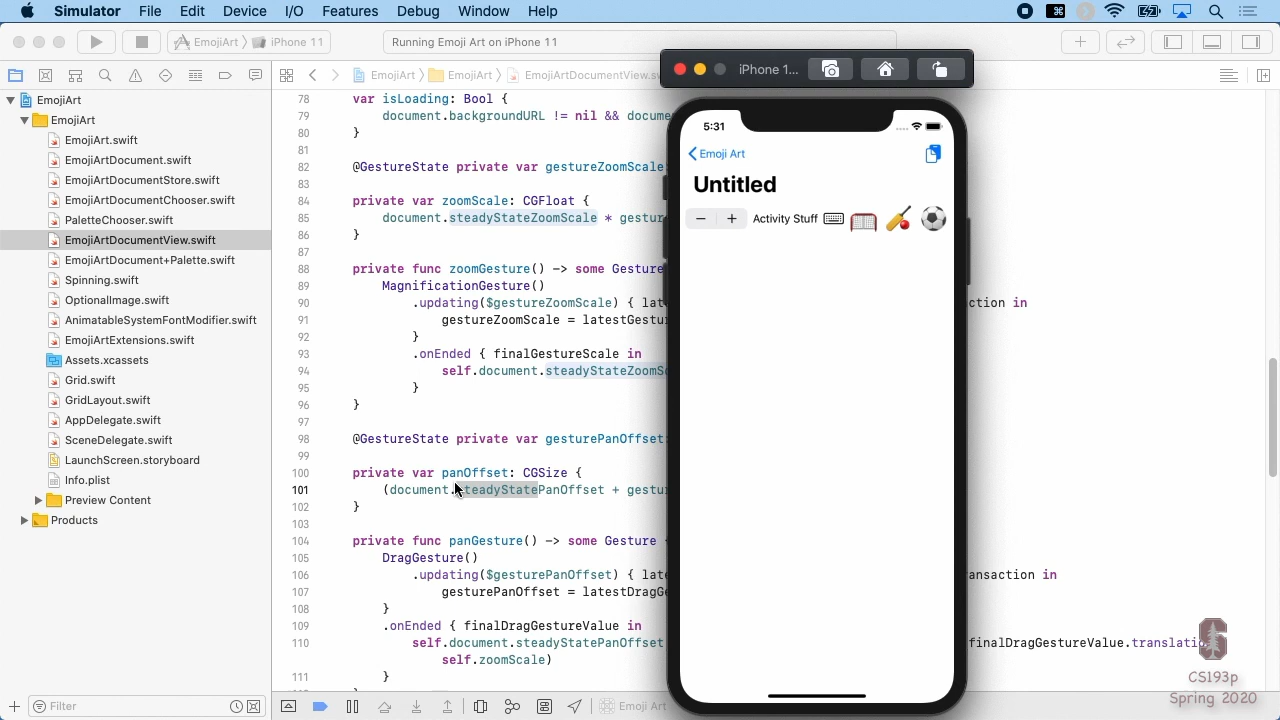 Simulator File Edit Device I/O Features Debug Window Help
EmojiArt iPhone 11
Running Emoji Art on iPhone 11
EmojiArt EmojiArt EmojiArtDocumentView.sw
EmojiArt
EmojiArt
EmojiArt.swift
EmojiArtDocument.swift
EmojiArtDocumentStore.swift
EmojiArtDocumentChooser.swift
PaletteChooser.swift
EmojiArtDocumentView.swift
EmojiArtDocument+Palette.swift
Spinning.swift
OptionalImage.swift
AnimatableSystemFontModifier.swift
EmojiArtExtensions.swift
Assets.xcassets
Grid.swift
GridLayout.swift
AppDelegate.swift
SceneDelegate.swift
LaunchScreen.storyboard
Info.plist
Preview Content
Products
Filter
78 var isLoading: Bool {
79 document.backgroundURL != nil && docume
80 }
81
82 @GestureState private var gestureZoomScale
83
84 private var zoomScale: CGFloat {
85 document.steadyStateZoomScale * gestu
86 }
87
88 private func zoomGesture() -> some Gesture
89 MagnificationGesture()
90 .updating($gestureZoomScale) { late ction in
91 gestureZoomScale = latestGestu
92 }
93 .onEnded { finalGestureScale in
94 self.document.steadyStateZoomSc
95 }
96 }
97
98 @GestureState private var gesturePanOffset:
99
100 private var panOffset: CGSize {
101 (document.steadyStatePanOffset + gestur
102 }
103
104 private func panGesture() -> some Gesture {
105 DragGesture()
106 .updating($gesturePanOffset) { late ansaction in
107 gesturePanOffset = latestDragGe
108 }
109 .onEnded { finalDragGestureValue in
110 self.document.steadyStatePanOffset finalDragGestureValue.translatio
self.zoomScale)
111 }
Emoji Art
iPhone 1...
5:31
Emoji Art
Untitled
− + Activity Stuff
CS193p
Spring 2020